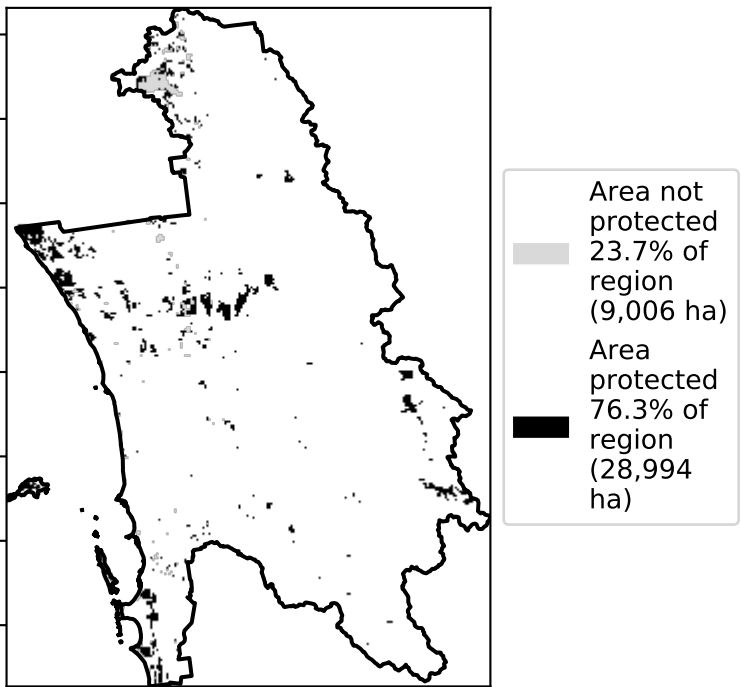 Area not
protected
23.7% of
region
(9,006 ha)
Area
protected
76.3% of
region
(28,994
ha)